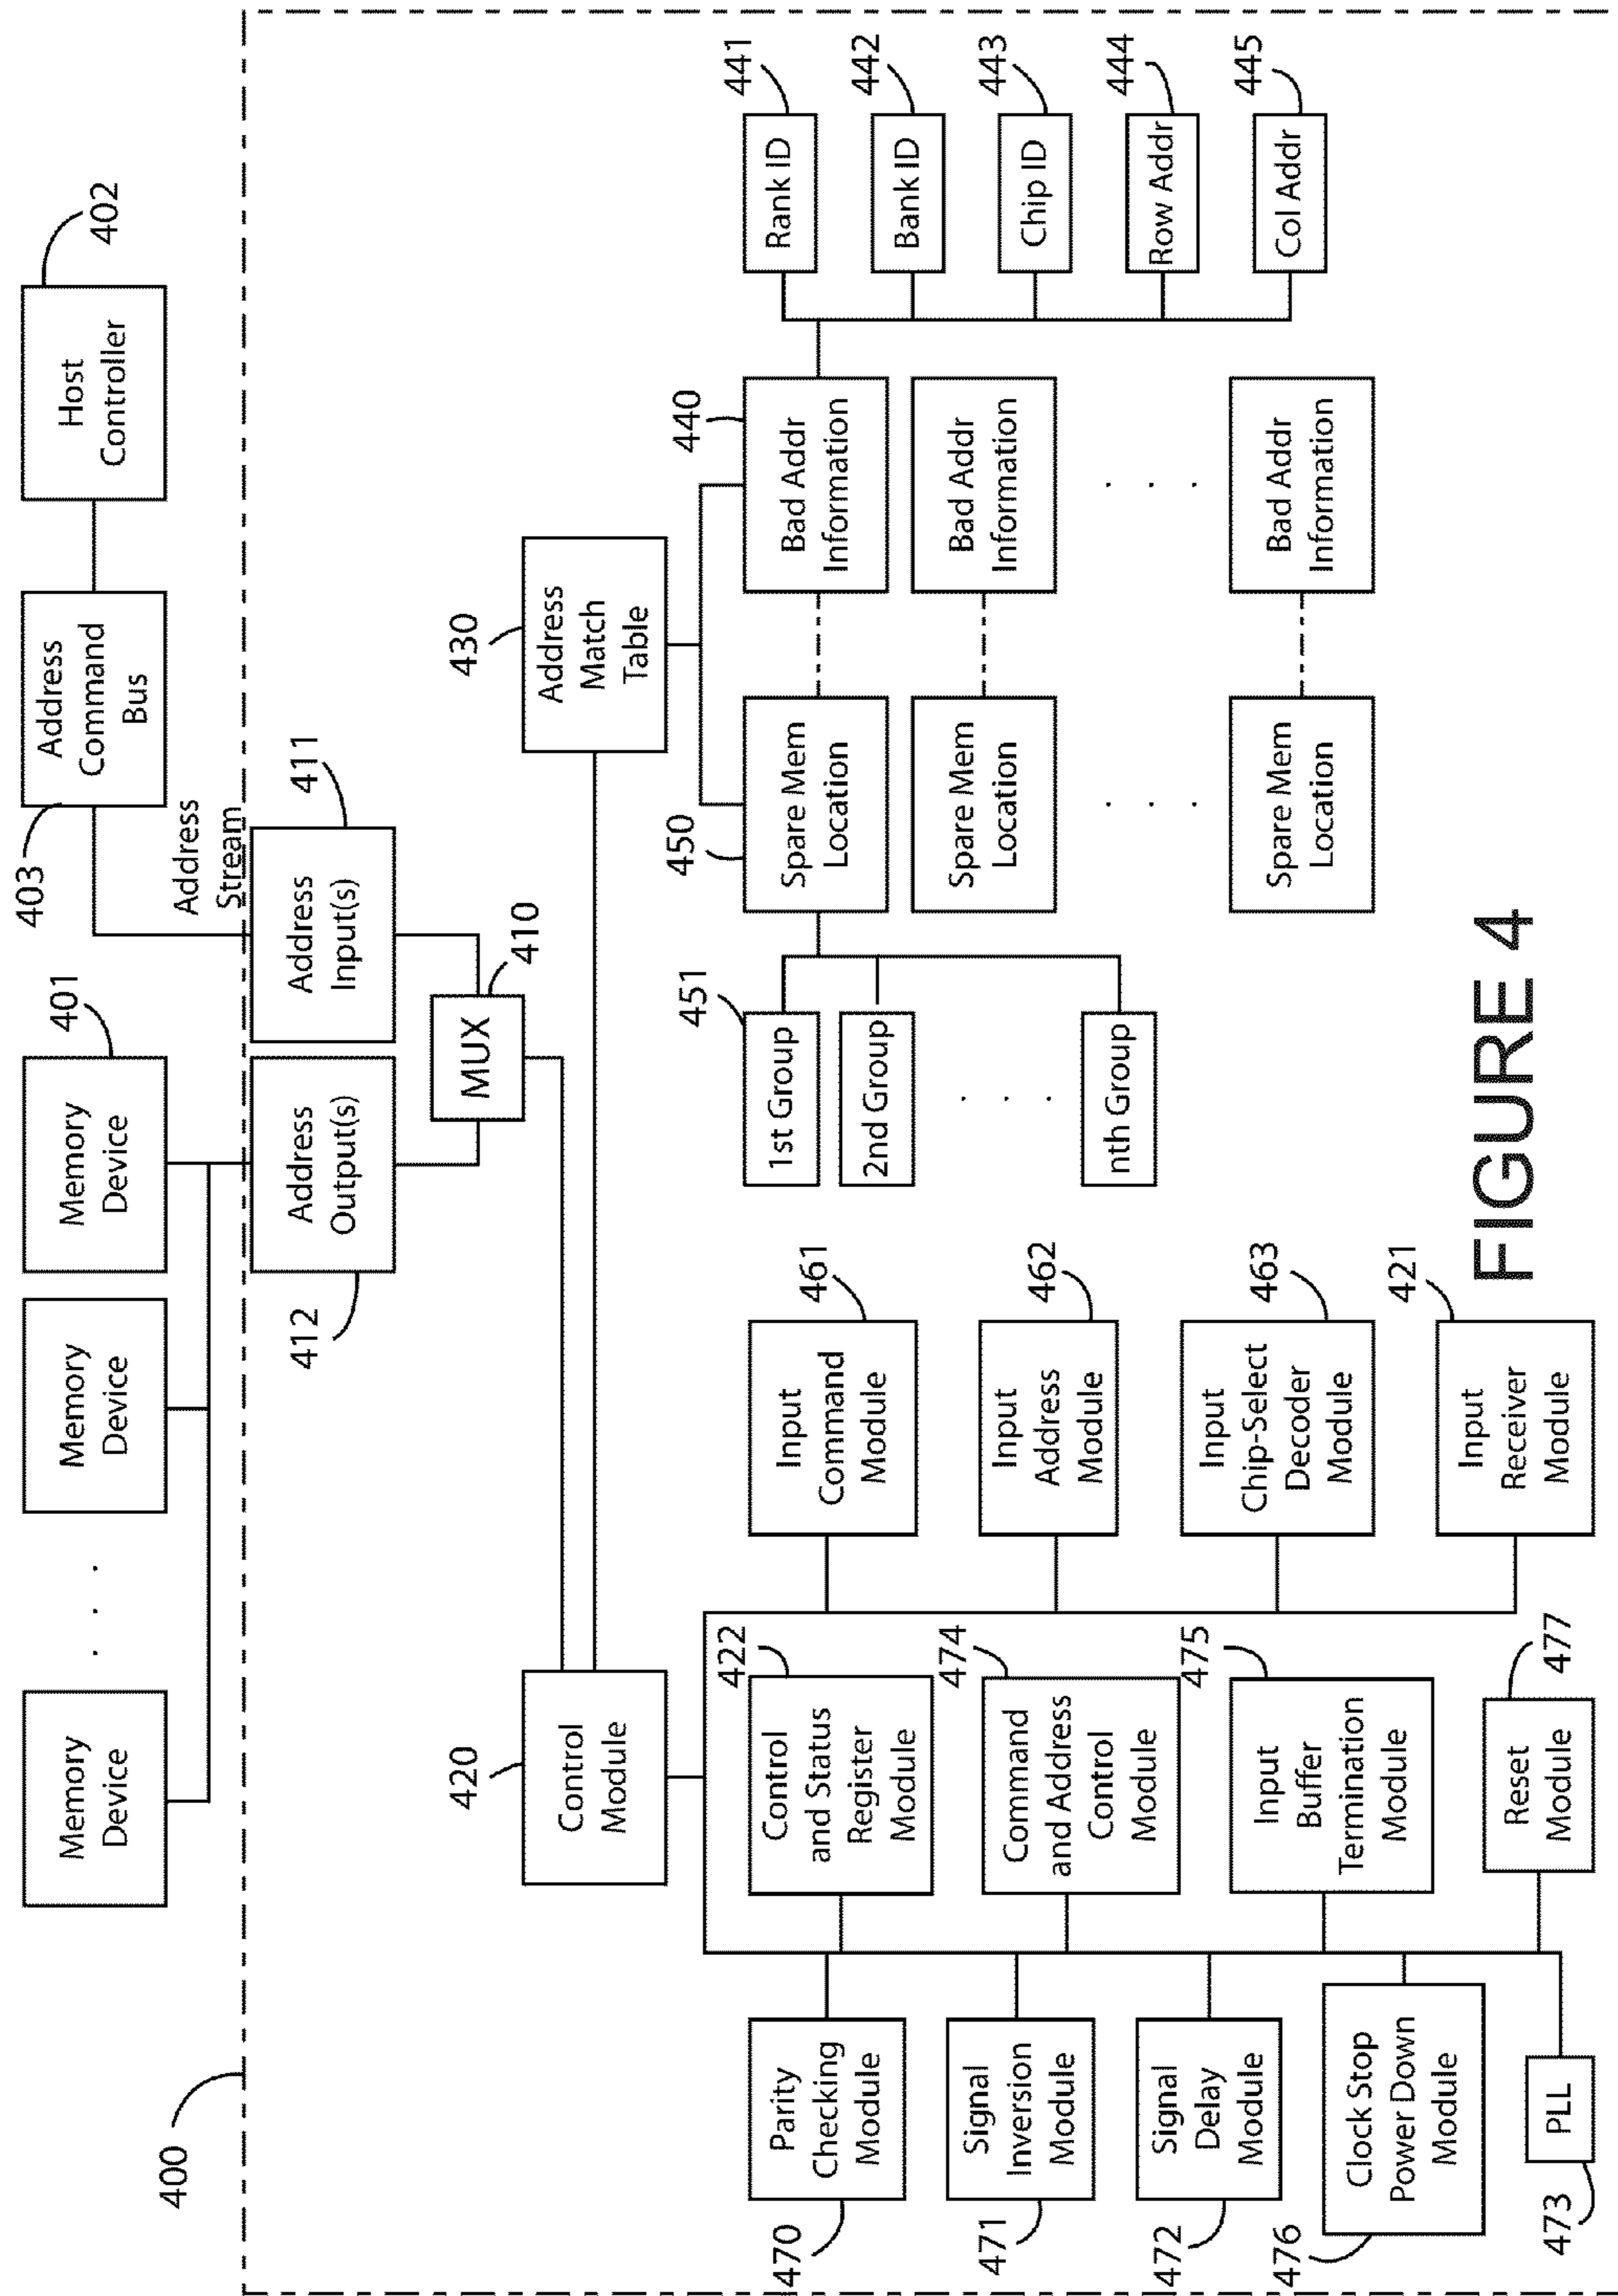 400
Memory
Device
. . .
Memory
Device
Memory
Device
401
Address
Command
Bus
403
Host
Controller
402
Address
Stream
Address
Output(s)
412
Address
Input(s)
411
MUX
410
420
Control
Module
430
Address
Match
Table
470
Parity
Checking
Module
471
Signal
Inversion
Module
472
Signal
Delay
Module
476
Clock Stop
Power Down
Module
473
PLL
422
Control
and Status
Register
Module
474
Command
and Address
Control
Module
475
Input
Buffer
Termination
Module
477
Reset
Module
461
Input
Command
Module
462
Input
Address
Module
463
Input
Chip-Select
Decoder
Module
421
Input
Receiver
Module
451
1st Group
2nd Group
. . .
nth Group
450
Spare Mem
Location
Spare Mem
Location
. . .
Spare Mem
Location
440
Bad Addr
Information
Bad Addr
Information
. . .
Bad Addr
Information
Rank ID
441
Bank ID
442
Chip ID
443
Row Addr
444
Col Addr
445
FIGURE 4